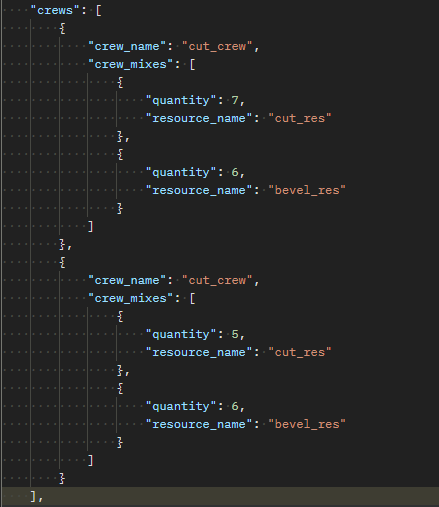 "crews": [
{
"crew_name": "cut_crew",
"crew_mixes": [
{
"quantity": 7,
"resource_name": "cut_res"
},
{
"quantity": 6,
"resource_name": "bevel_res"
}
]
},
{
"crew_name": "cut_crew",
"crew_mixes": [
{
"quantity": 5,
"resource_name": "cut_res"
},
{
"quantity": 6,
"resource_name": "bevel_res"
}
]
}
],